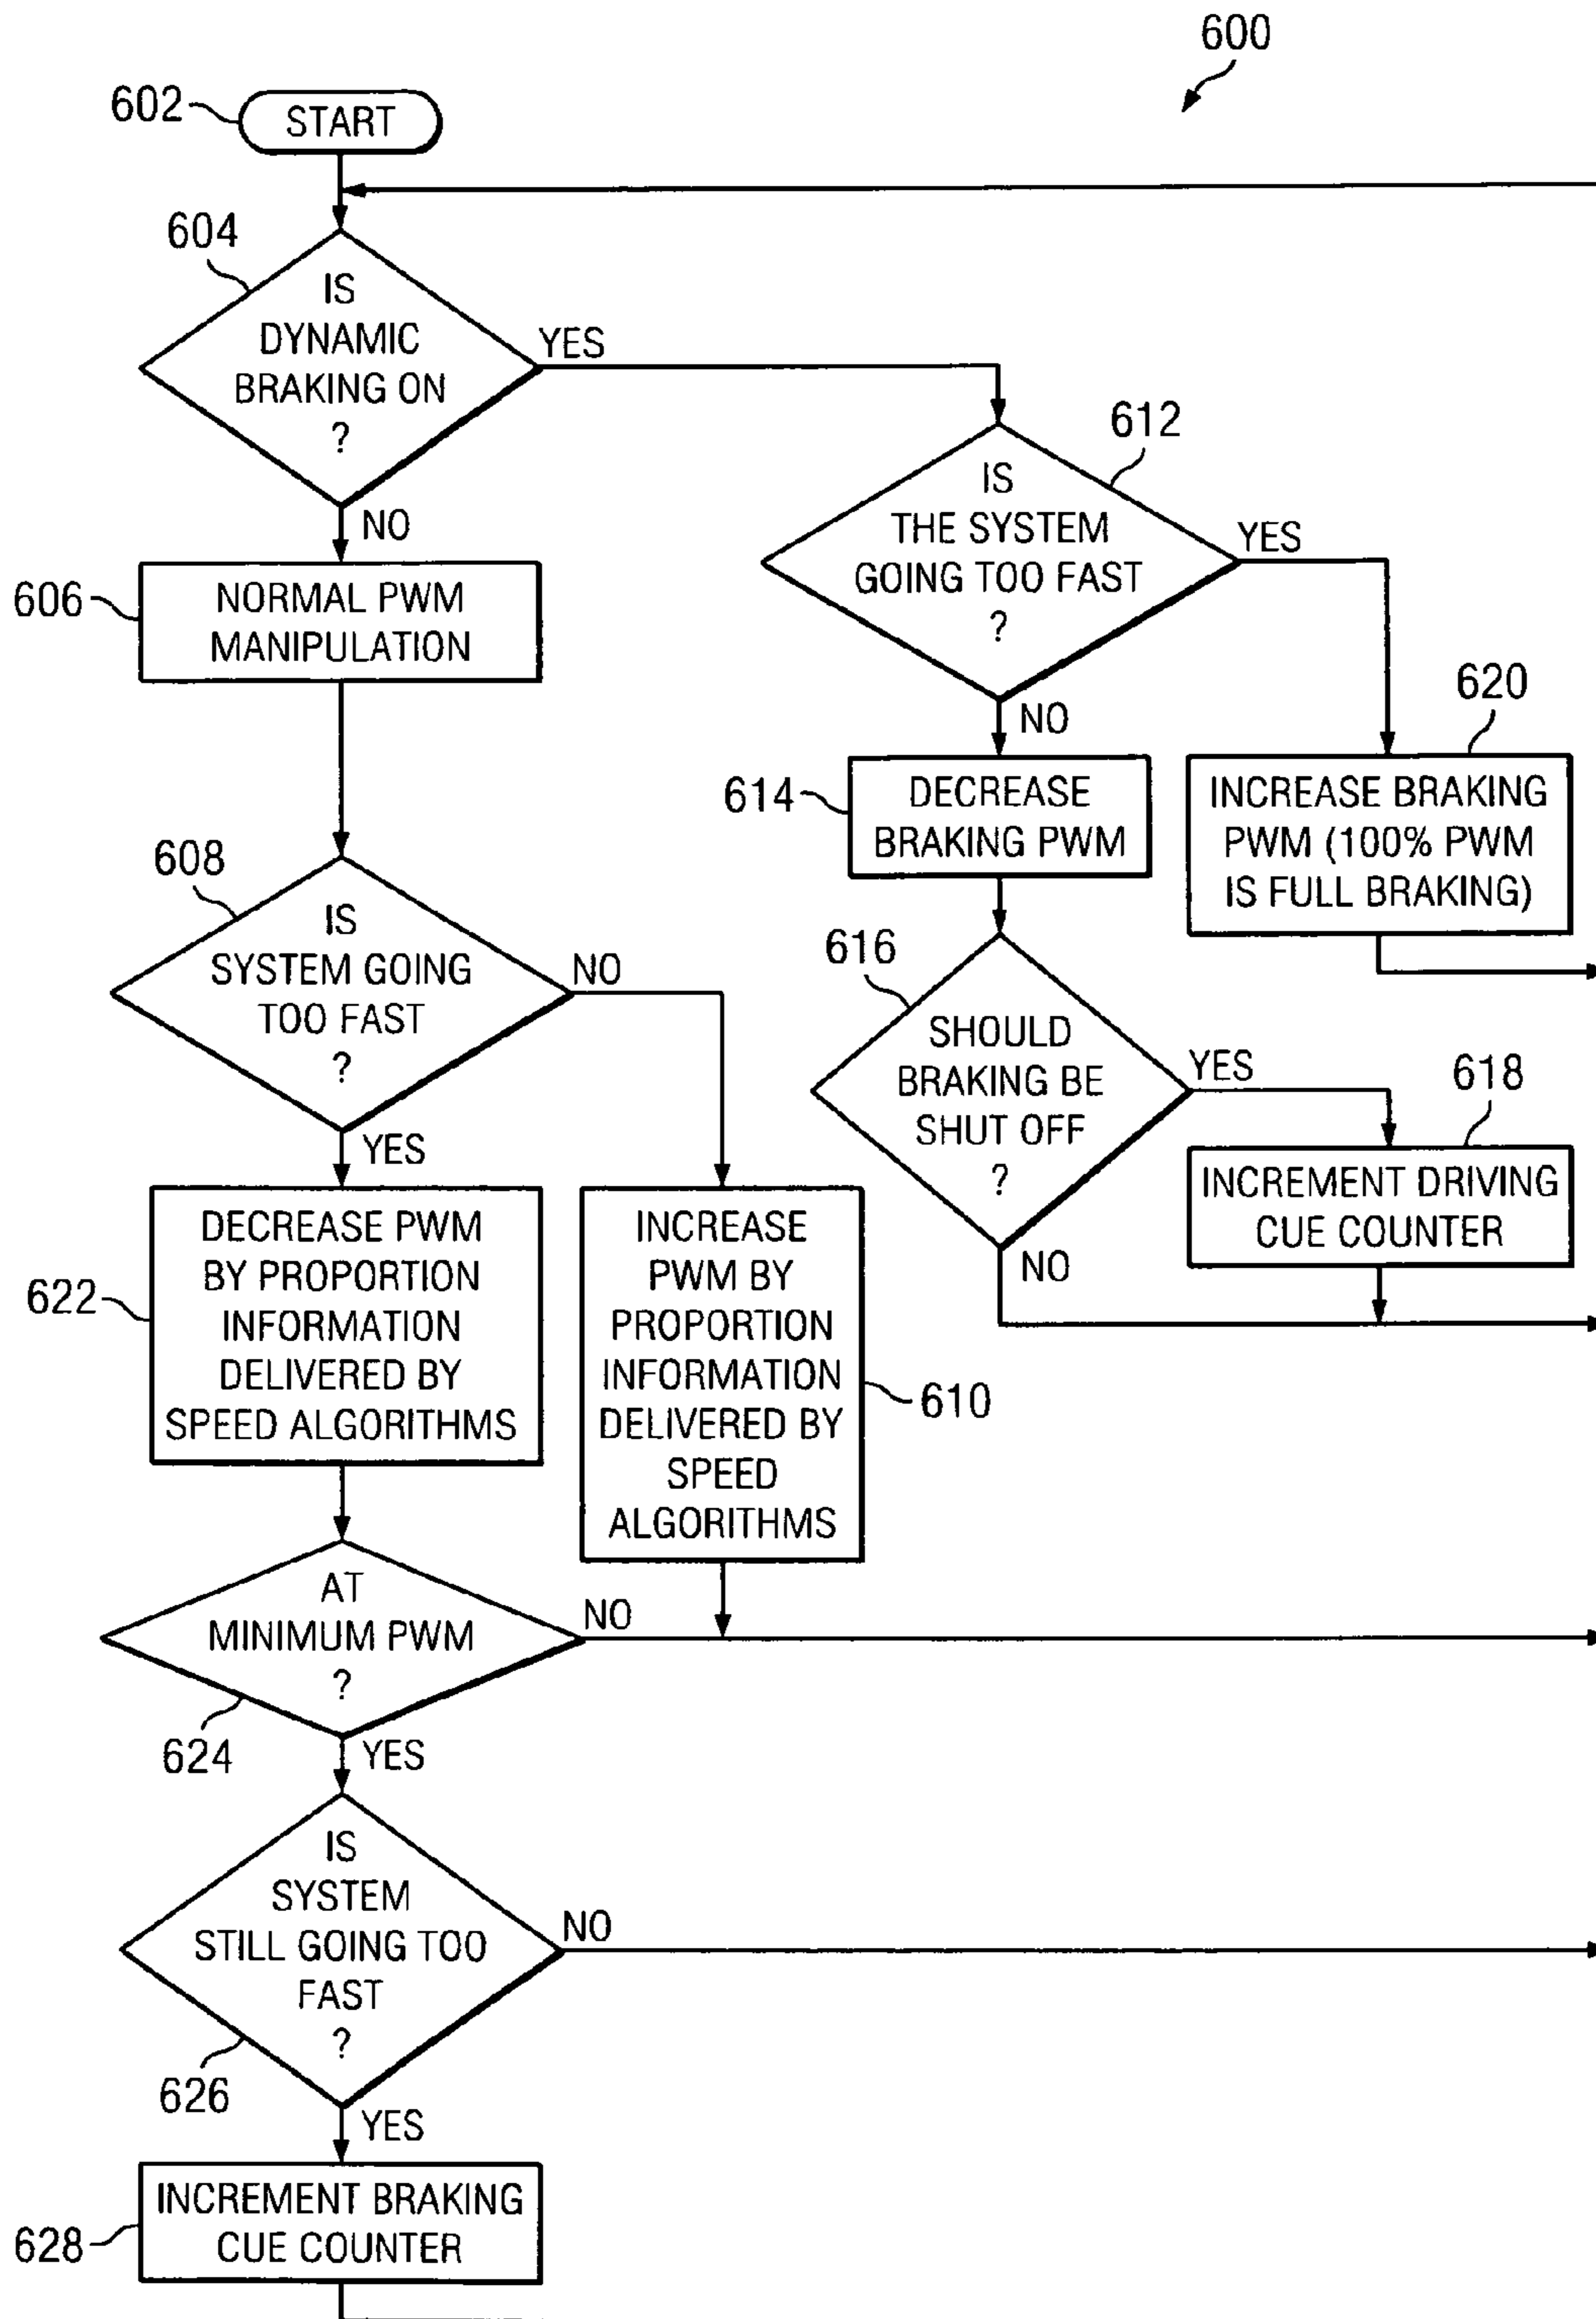 600
602
START
604
IS
DYNAMIC
BRAKING ON
?
YES
NO
612
IS
THE SYSTEM
GOING TOO FAST
?
YES
NO
606
NORMAL PWM
MANIPULATION
620
INCREASE BRAKING
PWM (100% PWM
IS FULL BRAKING)
614
DECREASE
BRAKING PWM
608
IS
SYSTEM GOING
TOO FAST
?
NO
YES
616
SHOULD
BRAKING BE
SHUT OFF
?
YES
NO
618
INCREMENT DRIVING
CUE COUNTER
622
DECREASE PWM
BY PROPORTION
INFORMATION
DELIVERED BY
SPEED ALGORITHMS
INCREASE
PWM BY
PROPORTION
INFORMATION
DELIVERED BY
SPEED
ALGORITHMS
610
AT
MINIMUM PWM
?
NO
624
YES
IS
SYSTEM
STILL GOING TOO
FAST
?
NO
626
YES
INCREMENT BRAKING
CUE COUNTER
628